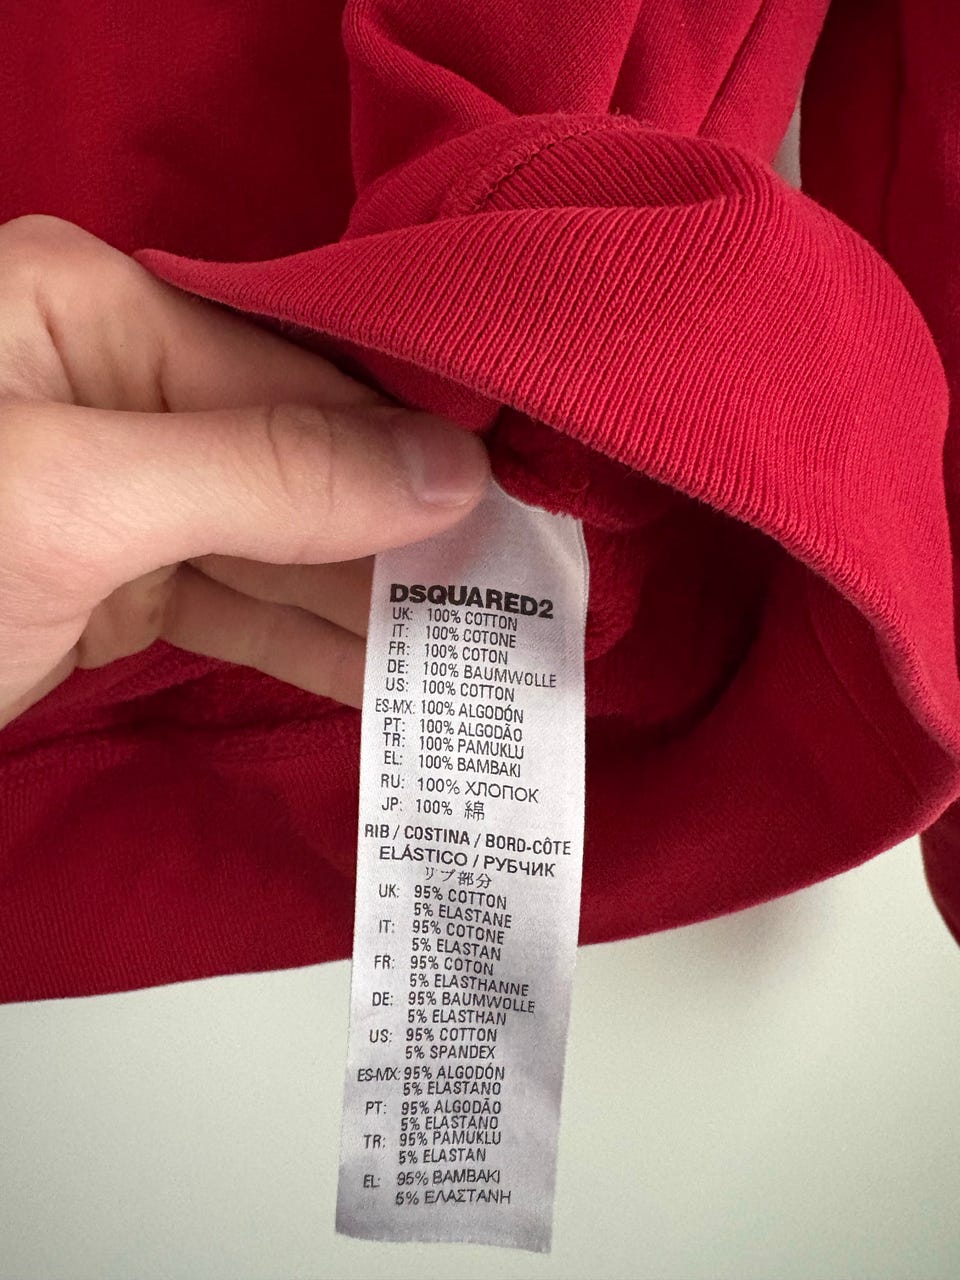 DSQUARED2
UK: 100% COTTON
IT: 100% COTONE
FR: 100% COTON
DE: 100% BAUMWOLLE
US: 100% COTTON
ES-MX: 100% ALGODÓN
PT: 100% ALGODÃO
TR: 100% PAMUKLU
EL: 100% BAMBAKI
RU: 100% ХЛОПОК
JP: 100% 綿
RIB / COSTINA / BORD-CÔTE
ELÁSTICO / РУБЧИК
リブ部分
UK: 95% COTTON
5% ELASTANE
IT: 95% COTONE
5% ELASTAN
FR: 95% COTON
5% ELASTHANNE
DE: 95% BAUMWOLLE
5% ELASTHAN
US: 95% COTTON
5% SPANDEX
ES-MX: 95% ALGODÓN
5% ELASTANO
PT: 95% ALGODÃO
5% ELASTANO
TR: 95% PAMUKLU
5% ELASTAN
EL: 95% BAMBAKI
5% ΕΛΑΣΤΑΝΗ